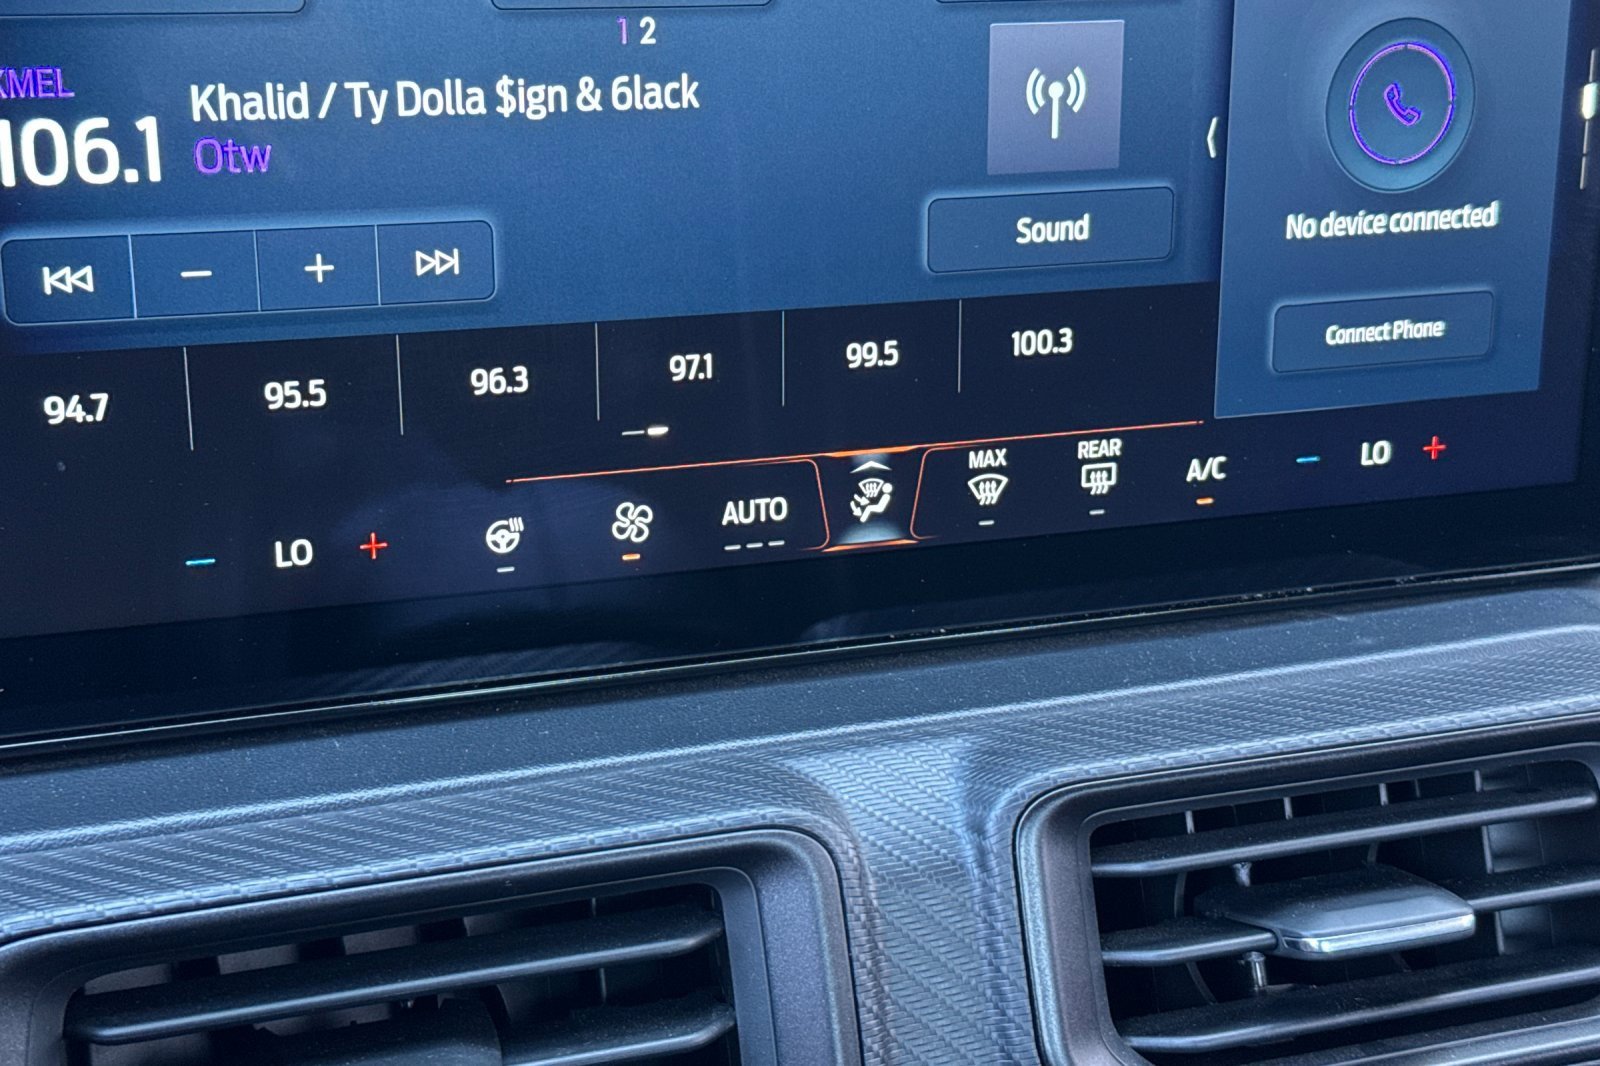 1 2
KMEL
106.1
Khalid / Ty Dolla $ign & 6lack
Otw
Sound
No device connected
Connect Phone
94.7
95.5
96.3
97.1
99.5
100.3
LO
AUTO
MAX
REAR
A/C
LO